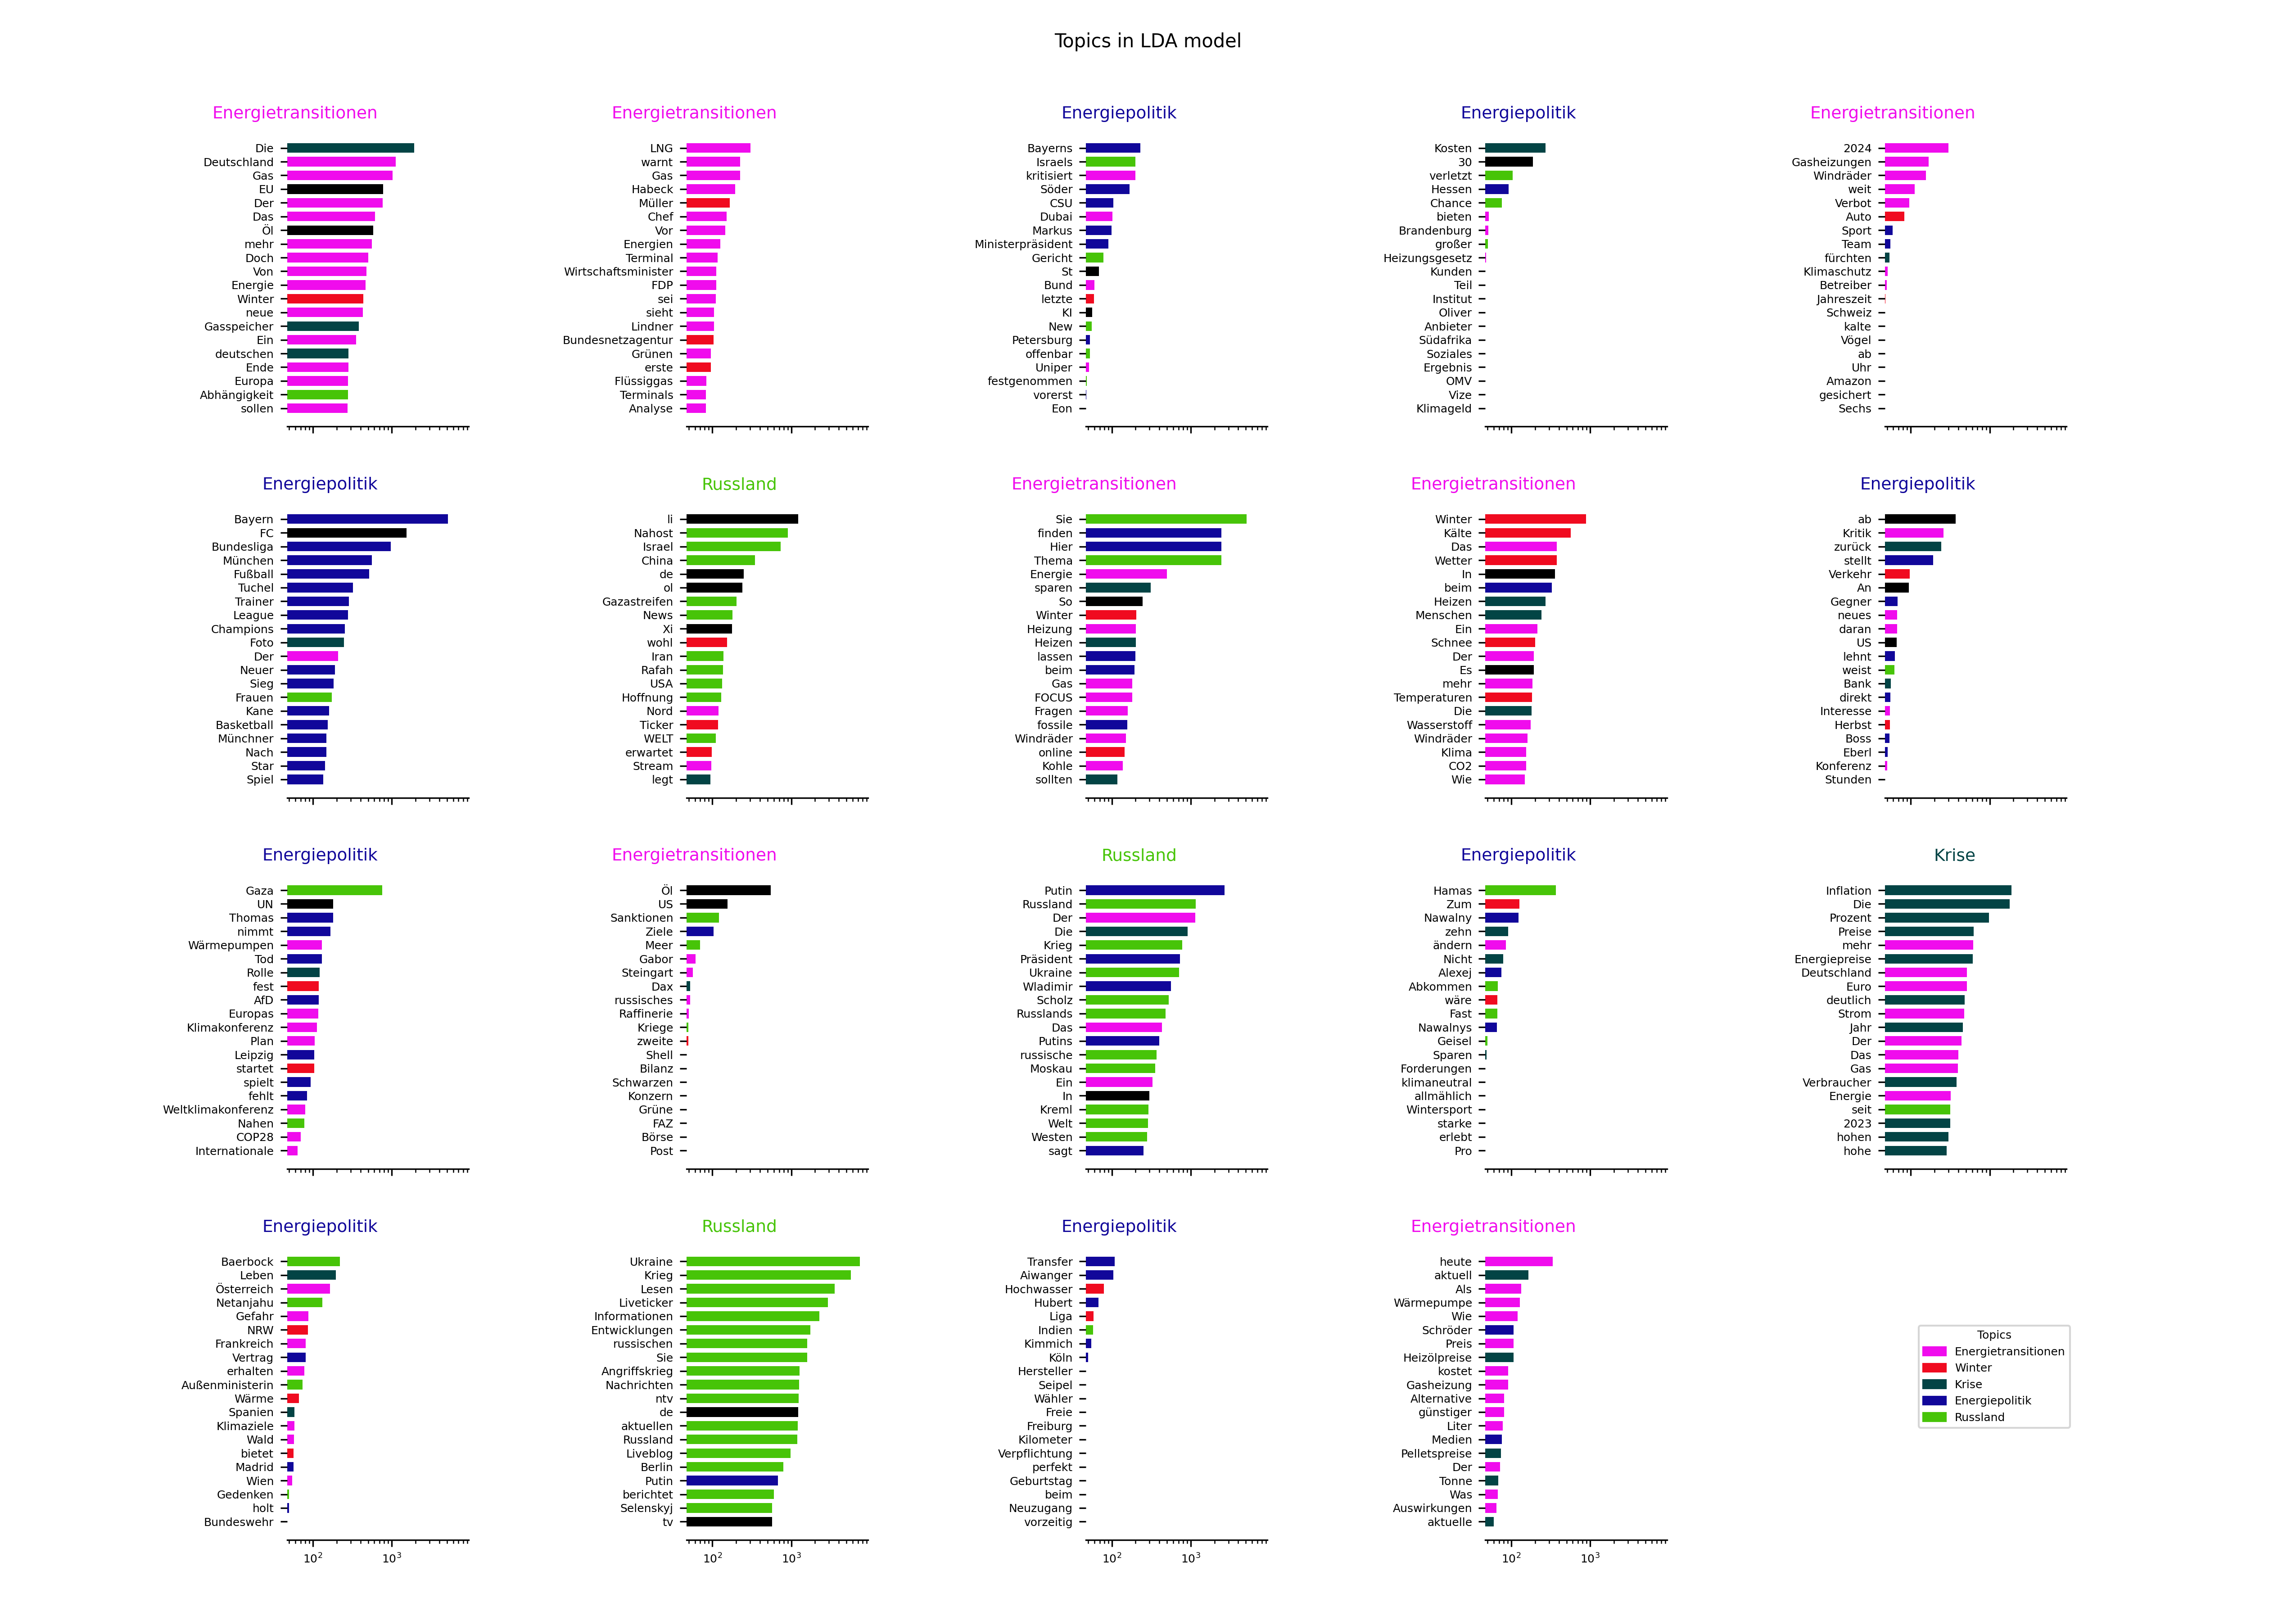 Topics in LDA model
Energietransitionen
Die
Deutschland
Gas
EU
Der
Das
Öl
mehr
Doch
Von
Energie
Winter
neue
Gasspeicher
Ein
deutschen
Ende
Europa
Abhängigkeit
sollen
Energietransitionen
LNG
warnt
Gas
Habeck
Müller
Chef
Vor
Energien
Terminal
Wirtschaftsminister
FDP
sei
sieht
Lindner
Bundesnetzagentur
Grünen
erste
Flüssiggas
Terminals
Analyse
Energiepolitik
Bayerns
Israels
kritisiert
Söder
CSU
Dubai
Markus
Ministerpräsident
Gericht
St
Bund
letzte
KI
New
Petersburg
offenbar
Uniper
festgenommen
vorerst
Eon
Energiepolitik
Kosten
30
verletzt
Hessen
Chance
bieten
Brandenburg
großer
Heizungsgesetz
Kunden
Teil
Institut
Oliver
Anbieter
Südafrika
Soziales
Ergebnis
OMV
Vize
Klimageld
Energietransitionen
2024
Gasheizungen
Windräder
weit
Verbot
Auto
Sport
Team
fürchten
Klimaschutz
Betreiber
Jahreszeit
Schweiz
kalte
Vögel
ab
Uhr
Amazon
gesichert
Sechs
Energiepolitik
Bayern
FC
Bundesliga
München
Fußball
Tuchel
Trainer
League
Champions
Foto
Der
Neuer
Sieg
Frauen
Kane
Basketball
Münchner
Nach
Star
Spiel
Russland
li
Nahost
Israel
China
de
ol
Gazastreifen
News
Xi
wohl
Iran
Rafah
USA
Hoffnung
Nord
Ticker
WELT
erwartet
Stream
legt
Energietransitionen
Sie
finden
Hier
Thema
Energie
sparen
So
Winter
Heizung
Heizen
lassen
beim
Gas
FOCUS
Fragen
fossile
Windräder
online
Kohle
sollten
Energietransitionen
Winter
Kälte
Das
Wetter
In
beim
Heizen
Menschen
Ein
Schnee
Der
Es
mehr
Temperaturen
Die
Wasserstoff
Windräder
Klima
CO2
Wie
Energiepolitik
ab
Kritik
zurück
stellt
Verkehr
An
Gegner
neues
daran
US
lehnt
weist
Bank
direkt
Interesse
Herbst
Boss
Eberl
Konferenz
Stunden
Energiepolitik
Gaza
UN
Thomas
nimmt
Wärmepumpen
Tod
Rolle
fest
AfD
Europas
Klimakonferenz
Plan
Leipzig
startet
spielt
fehlt
Weltklimakonferenz
Nahen
COP28
Internationale
Energietransitionen
Öl
US
Sanktionen
Ziele
Meer
Gabor
Steingart
Dax
russisches
Raffinerie
Kriege
zweite
Shell
Bilanz
Schwarzen
Konzern
Grüne
FAZ
Börse
Post
Russland
Putin
Russland
Der
Die
Krieg
Präsident
Ukraine
Wladimir
Scholz
Russlands
Das
Putins
russische
Moskau
Ein
In
Kreml
Welt
Westen
sagt
Energiepolitik
Hamas
Zum
Nawalny
zehn
ändern
Nicht
Alexej
Abkommen
wäre
Fast
Nawalnys
Geisel
Sparen
Forderungen
klimaneutral
allmählich
Wintersport
starke
erlebt
Pro
Krise
Inflation
Die
Prozent
Preise
mehr
Energiepreise
Deutschland
Euro
deutlich
Strom
Jahr
Der
Das
Gas
Verbraucher
Energie
seit
2023
hohen
hohe
Energiepolitik
Baerbock
Leben
Österreich
Netanjahu
Gefahr
NRW
Frankreich
Vertrag
erhalten
Außenministerin
Wärme
Spanien
Klimaziele
Wald
bietet
Madrid
Wien
Gedenken
holt
Bundeswehr
10² 10³
Russland
Ukraine
Krieg
Lesen
Liveticker
Informationen
Entwicklungen
russischen
Sie
Angriffskrieg
Nachrichten
ntv
de
aktuellen
Russland
Liveblog
Berlin
Putin
berichtet
Selenskyj
tv
10² 10³
Energiepolitik
Transfer
Aiwanger
Hochwasser
Hubert
Liga
Indien
Kimmich
Köln
Hersteller
Seipel
Wähler
Freie
Freiburg
Kilometer
Verpflichtung
perfekt
Geburtstag
beim
Neuzugang
vorzeitig
10² 10³
Energietransitionen
heute
aktuell
Als
Wärmepumpe
Wie
Schröder
Preis
Heizölpreise
kostet
Gasheizung
Alternative
günstiger
Liter
Medien
Pelletspreise
Der
Tonne
Was
Auswirkungen
aktuelle
10² 10³
Topics
Energietransitionen
Winter
Krise
Energiepolitik
Russland